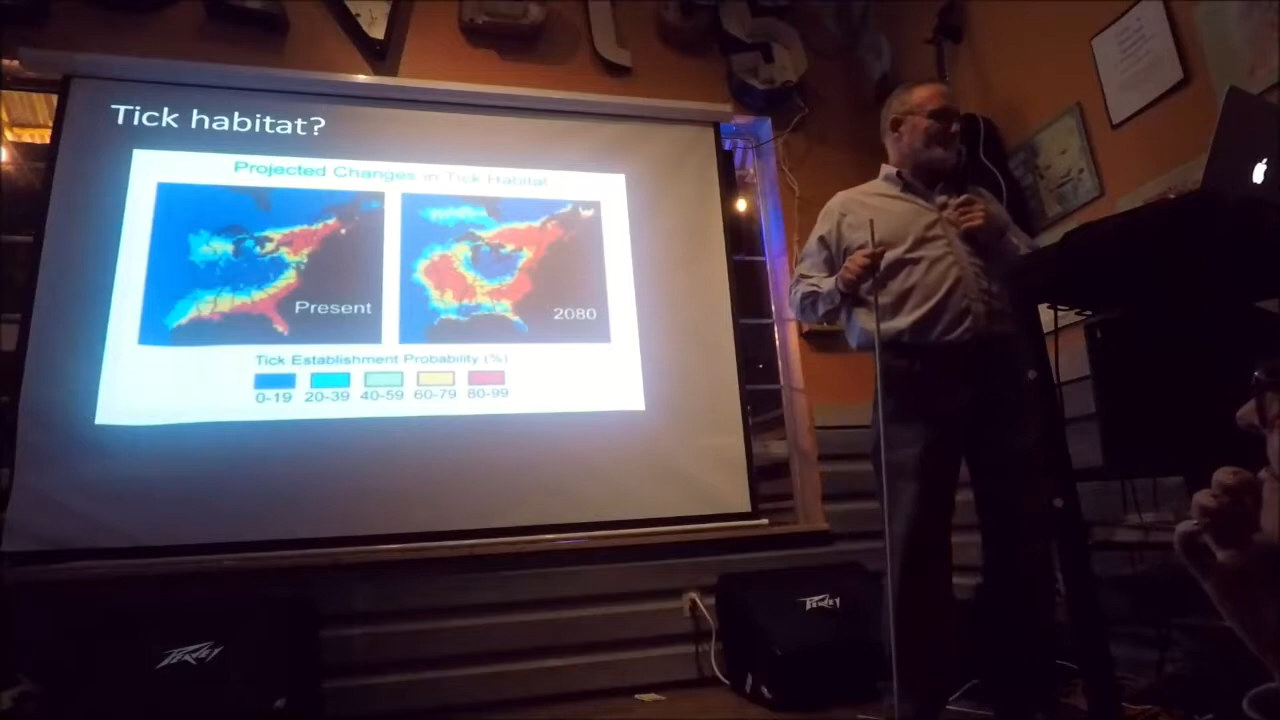 Tick habitat?
Projected Changes in Tick Habitat
Present
2080
Tick Establishment Probability (%)
0-19 20-39 40-59 60-79 80-99
PEAVEY
PEAVEY